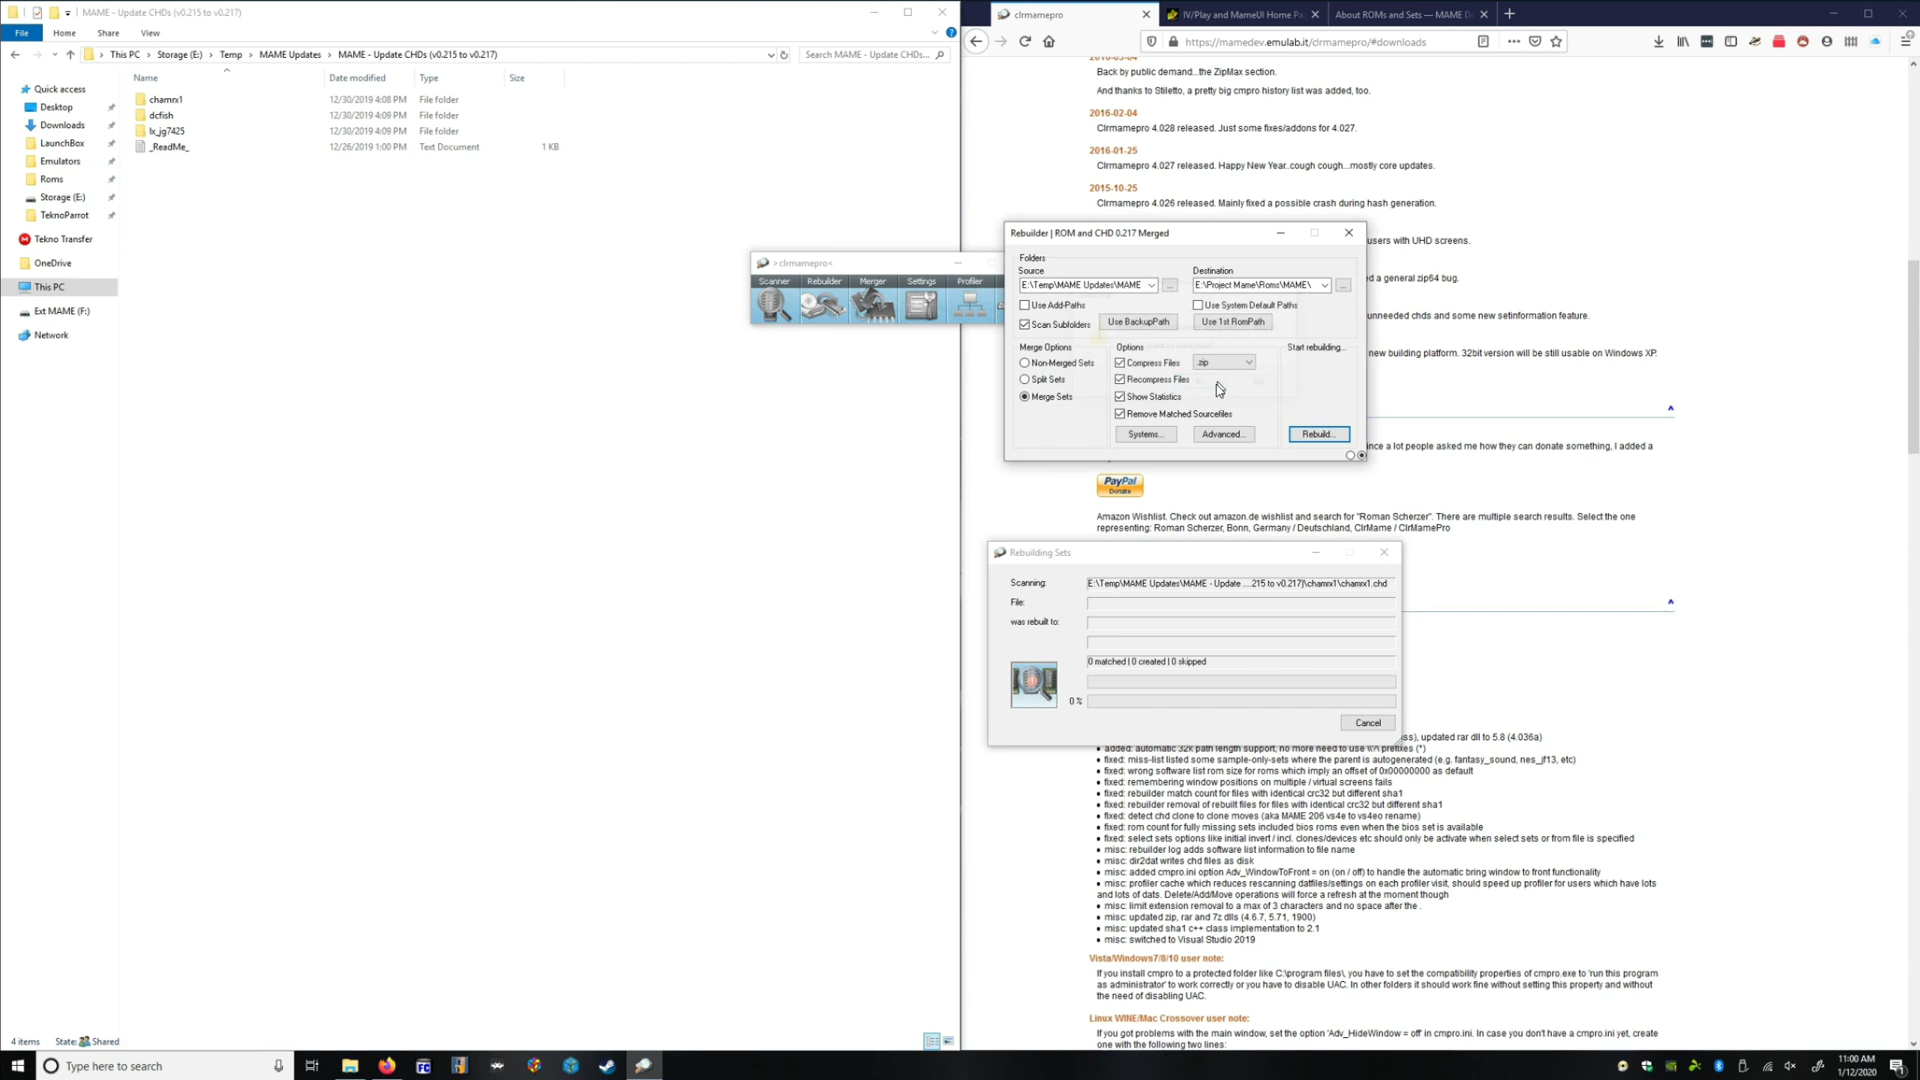 MAME - Update CHDs (v0.215 to v0.217)
File
Home
Share
View
This PC
Storage (E:)
Temp
MAME Updates
MAME - Update CHDs (v0.215 to v0.217)
Search MAME - Update CHDs...
Name
Date modified
Type
Size
Quick access
Desktop
Downloads
LaunchBox
Emulators
Roms
Storage (E:)
TeknoParrot
Tekno Transfer
OneDrive
This PC
Ext MAME (F:)
Network
chamrx1
12/30/2019 4:08 PM
File folder
dcfish
12/30/2019 4:09 PM
File folder
lx_jg7425
12/30/2019 4:09 PM
File folder
_ReadMe_
12/26/2019 1:00 PM
Text Document
1 KB
4 items
State:
Shared
>clrmamepro<
Scanner
Rebuilder
Merger
Settings
Profiler
clrmamepro
IV/Play and MameUI Home Pa
About ROMs and Sets — MAME D
https://mamedev.emulab.it/clrmamepro/#downloads
Back by public demand...the ZipMax section.
And thanks to Stiletto, a pretty big cmpro history list was added, too.
2016-02-04
Clrmamepro 4.028 released. Just some fixes/addons for 4.027.
2016-01-25
Clrmamepro 4.027 released. Happy New Year..cough cough...mostly core updates.
2015-10-25
Clrmamepro 4.026 released. Mainly fixed a possible crash during hash generation.
users with UHD screens.
ed a general zip64 bug.
unneeded chds and some new setinformation feature.
new building platform. 32bit version will be still usable on Windows XP.
ince a lot people asked me how they can donate something, I added a
Rebuilder | ROM and CHD 0.217 Merged
Folders
Source
Destination
E:\Temp\MAME Updates\MAME
...
E:\Project Mame\Roms\MAME\
...
Use Add-Paths
Use System Default Paths
Scan Subfolders
Use BackupPath
Use 1st RomPath
Merge Options
Options
Start rebuilding...
Non-Merged Sets
Compress Files
.zip
Split Sets
Recompress Files
Merge Sets
Show Statistics
Remove Matched Sourcefiles
Systems...
Advanced...
Rebuild...
PayPal
Donate
Amazon Wishlist. Check out amazon.de wishlist and search for "Roman Scherzer". There are multiple search results. Select the one
representing: Roman Scherzer, Bonn, Germany / Deutschland, ClrMame / ClrMamePro
Rebuilding Sets
Scanning:
E:\Temp\MAME Updates\MAME - Update ....215 to v0.217)\chamrx1\chamrx1.chd
File:
was rebuilt to:
0 matched | 0 created | 0 skipped
0 %
Cancel
ass), updated rar dll to 5.8 (4.036a)
• added: automatic 32k path length support, no more need to use \\?\ prefixes (*)
• fixed: miss-list listed some sample-only-sets where the parent is autogenerated (e.g. fantasy_sound, nes_jf13, etc)
• fixed: wrong software list rom size for roms which imply an offset of 0x00000000 as default
• fixed: remembering window positions on multiple / virtual screens fails
• fixed: rebuilder match count for files with identical crc32 but different sha1
• fixed: rebuilder removal of rebuilt files for files with identical crc32 but different sha1
• fixed: detect chd clone to clone moves (aka MAME 206 vs4e to vs4eo rename)
• fixed: rom count for fully missing sets included bios roms even when the bios set is available
• fixed: select sets options like initial invert / incl. clones/devices etc should only be activate when select sets or from file is specified
• misc: rebuilder log adds software list information to file name
• misc: dir2dat writes chd files as disk
• misc: added cmpro.ini option Adv_WindowToFront = on (on / off) to handle the automatic bring window to front functionality
• misc: profiler cache which reduces rescanning datfiles/settings on each profiler visit, should speed up profiler for users which have lots
and lots of dats. Delete/Add/Move operations will force a refresh at the moment though
• misc: limit extension removal to a max of 3 characters and no space after the .
• misc: updated zip, rar and 7z dlls (4.6.7, 5.71, 1900)
• misc: updated sha1 c++ class implementation to 2.1
• misc: switched to Visual Studio 2019
Vista/Windows7/8/10 user note:
If you install cmpro to a protected folder like C:\program files\, you have to set the compatibility properties of cmpro.exe to 'run this program
as administrator' to work correctly or you have to disable UAC. In other folders it should work fine without setting this property and without
the need of disabling UAC.
Linux WINE/Mac Crossover user note:
If you got problems with the main window, set the option 'Adv_HideWindow = off' in cmpro.ini. In case you don't have a cmpro.ini yet, create
one with the following two lines:
Type here to search
11:00 AM
1/12/2020